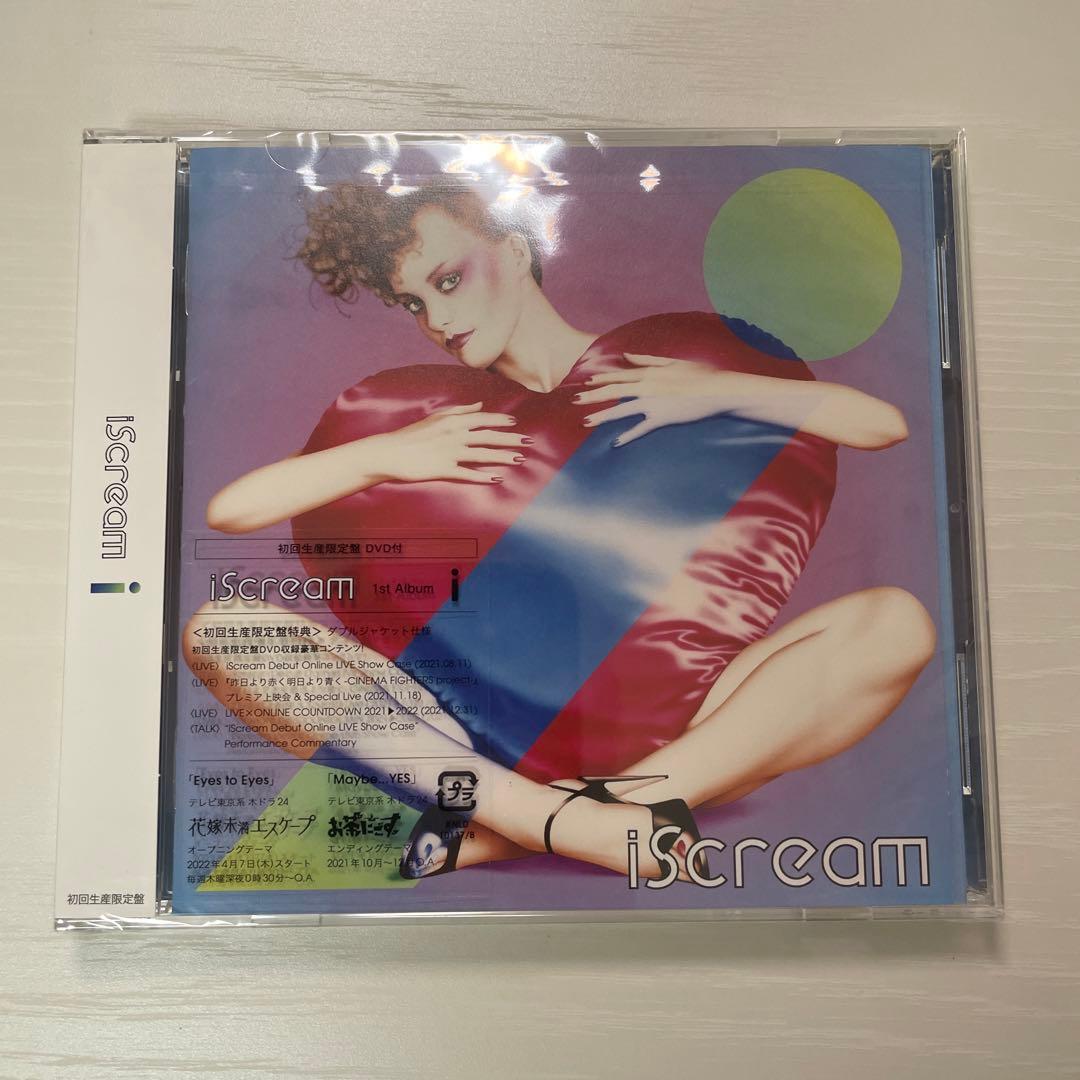 iScream
i
初回生産限定盤
初回生産限定盤 DVD付
iScream 1st Album i
<初回生産限定盤特典> ダブルジャケット仕様
初回生産限定盤DVD収録豪華コンテンツ!
〈LIVE〉 iScream Debut Online LIVE Show Case (2021.08.11)
〈LIVE〉 『昨日より赤く明日より青く-CINEMA FIGHTERS project-』
プレミア上映会 & Special Live (2021.11.18)
〈LIVE〉 LIVE×ONLINE COUNTDOWN 2021▶2022 (2021.12.31)
〈TALK〉 "iScream Debut Online LIVE Show Case"
Performance Commentary
「Eyes to Eyes」
テレビ東京系 木ドラ24
花嫁未満エスケープ
オープニングテーマ
2022年4月7日(木)スタート
毎週木曜深夜0時30分〜O.A.
「Maybe...YES」
テレビ東京系 木ドラ24
お茶にごす。
エンディングテーマ
2021年10月〜12月O.A.
プラ
iScream